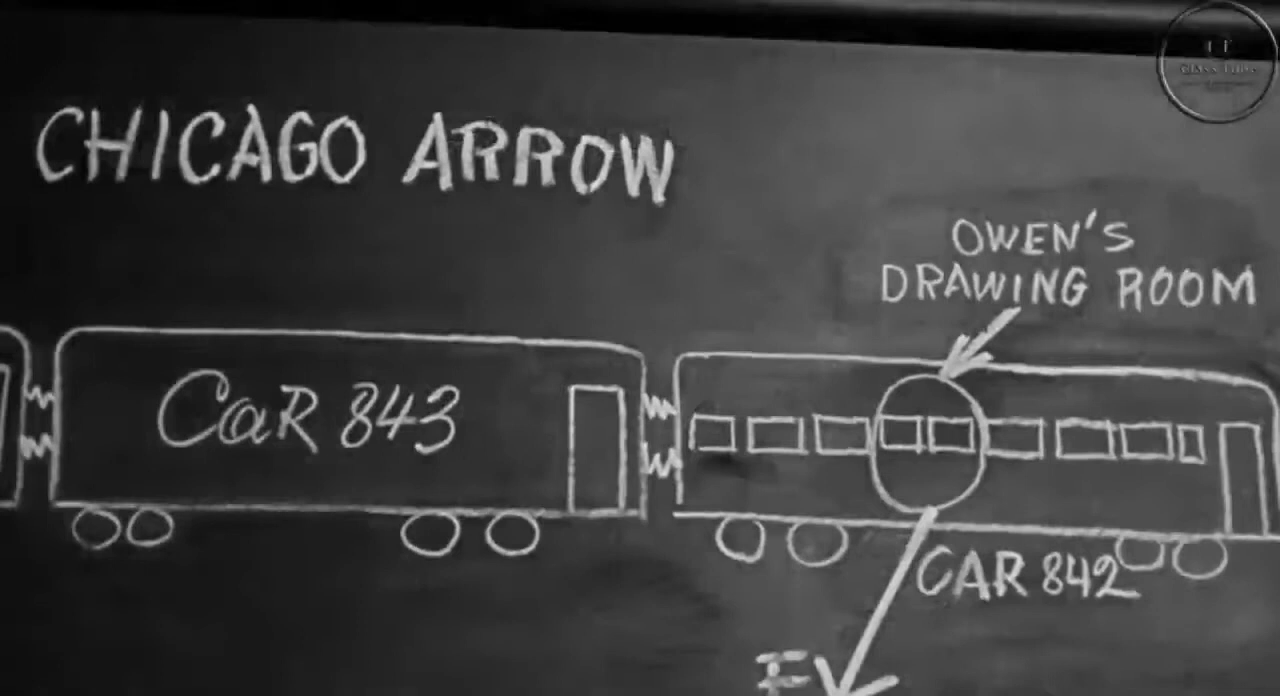 CHICAGO ARROW
OWEN'S
DRAWING ROOM
CaR 843
CAR 842